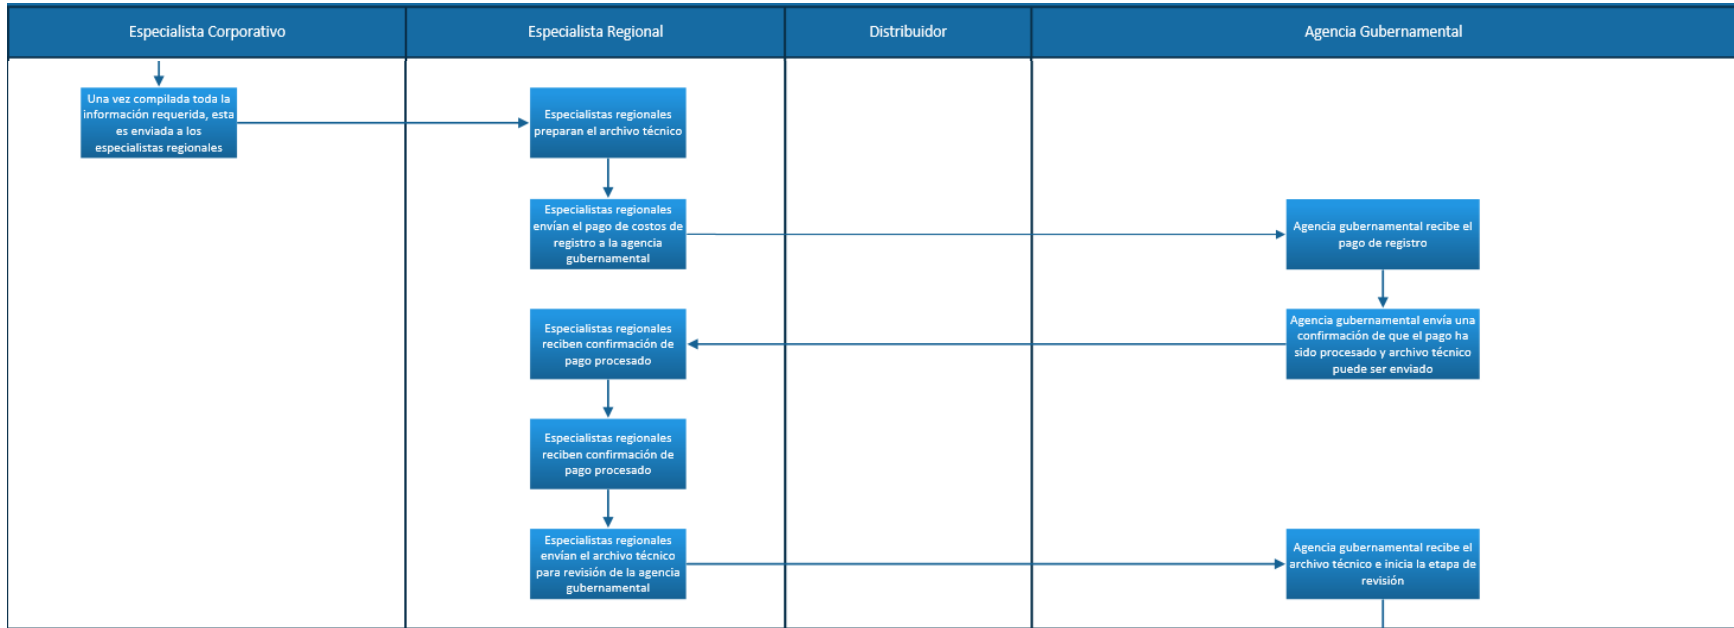 Especialista Corporativo
Especialista Regional
Distribuidor
Agencia Gubernamental
Una vez compilada toda la
información requerida, esta
es enviada a los
especialistas regionales
Especialistas regionales
preparan el archivo técnico
Especialistas regionales
envían el pago de costos de
registro a la agencia
gubernamental
Agencia gubernamental recibe el
pago de registro
Agencia gubernamental envía una
confirmación de que el pago ha
sido procesado y archivo técnico
puede ser enviado
Especialistas regionales
reciben confirmación de
pago procesado
Especialistas regionales
reciben confirmación de
pago procesado
Especialistas regionales
envían el archivo técnico
para revisión de la agencia
gubernamental
Agencia gubernamental recibe el
archivo técnico e inicia la etapa de
revisión